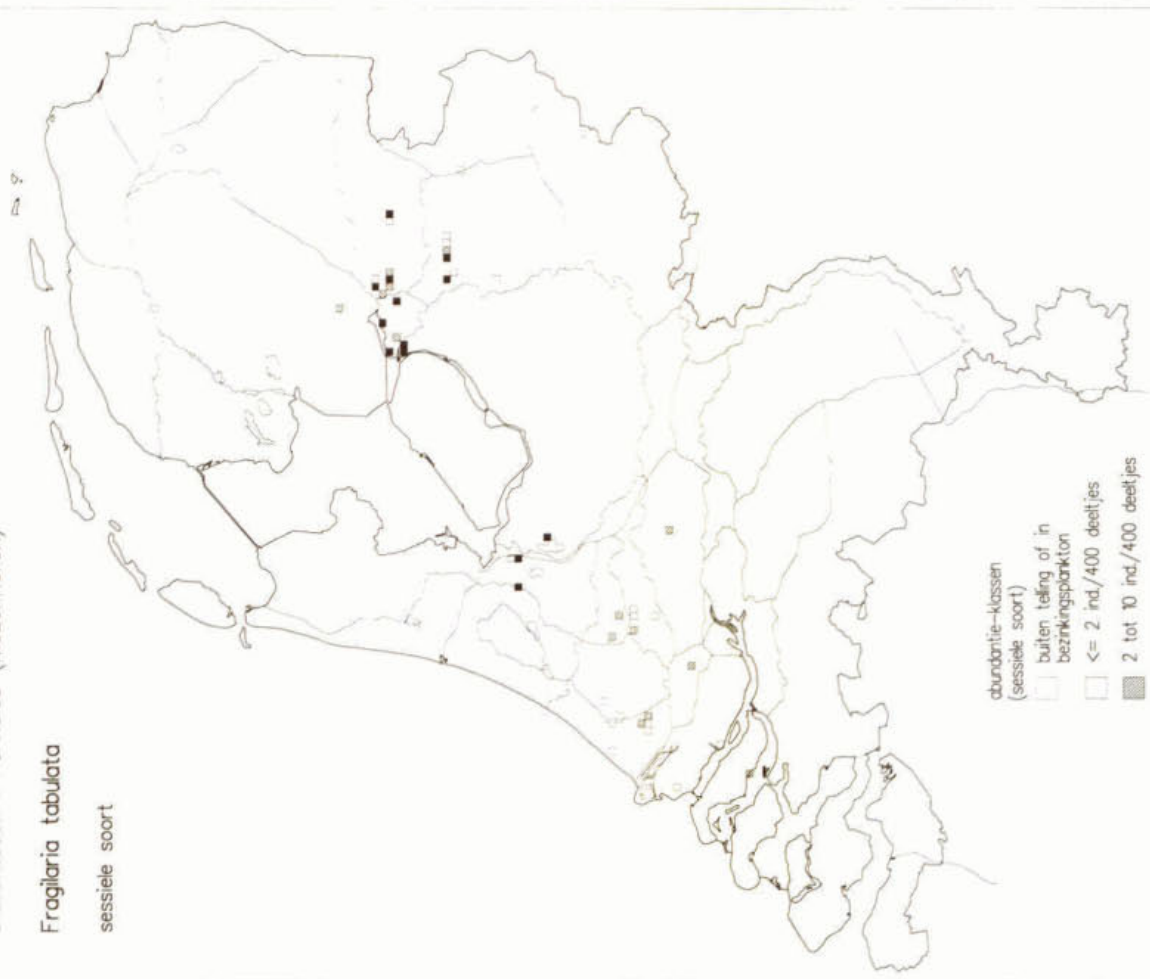 Fragilaria tabulata
sessiele soort
abundantie-klassen
(sessiele soort)
buiten telling of in
bezinkingsplankton
<= 2 ind./400 deeltjes
2 tot 10 ind./400 deeltjes